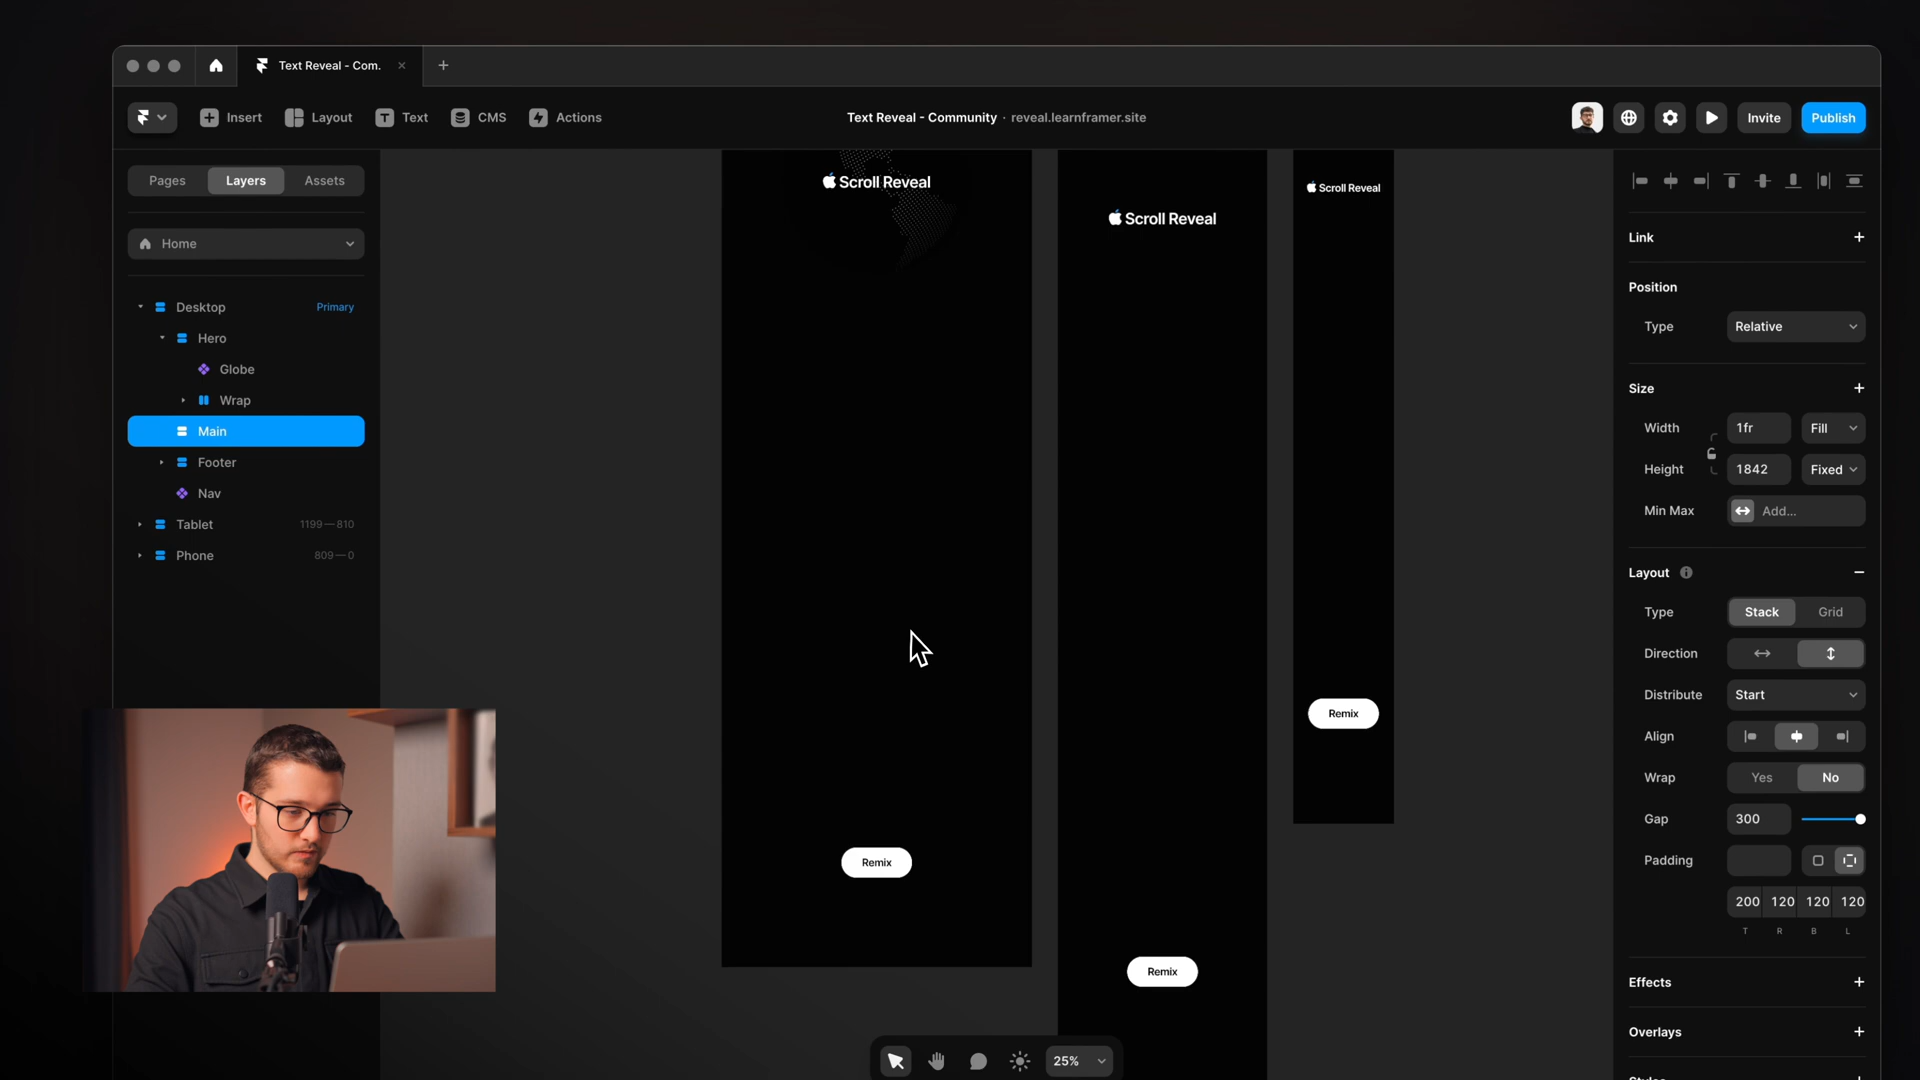 Text Reveal - Com.
Insert
Layout
Text
CMS
Actions
Text Reveal - Community · reveal.learnframer.site
Invite
Publish
Pages
Layers
Assets
Home
Desktop
Primary
Hero
Globe
Wrap
Main
Footer
Nav
Tablet
1199—810
Phone
809—0
Scroll Reveal
Remix
Scroll Reveal
Remix
Scroll Reveal
Remix
25%
Link
Position
Type
Relative
Size
Width
1fr
Fill
Height
1842
Fixed
Min Max
Add...
Layout
Type
Stack
Grid
Direction
Distribute
Start
Align
Wrap
Yes
No
Gap
300
Padding
200 120 120 120
T R B L
Effects
Overlays